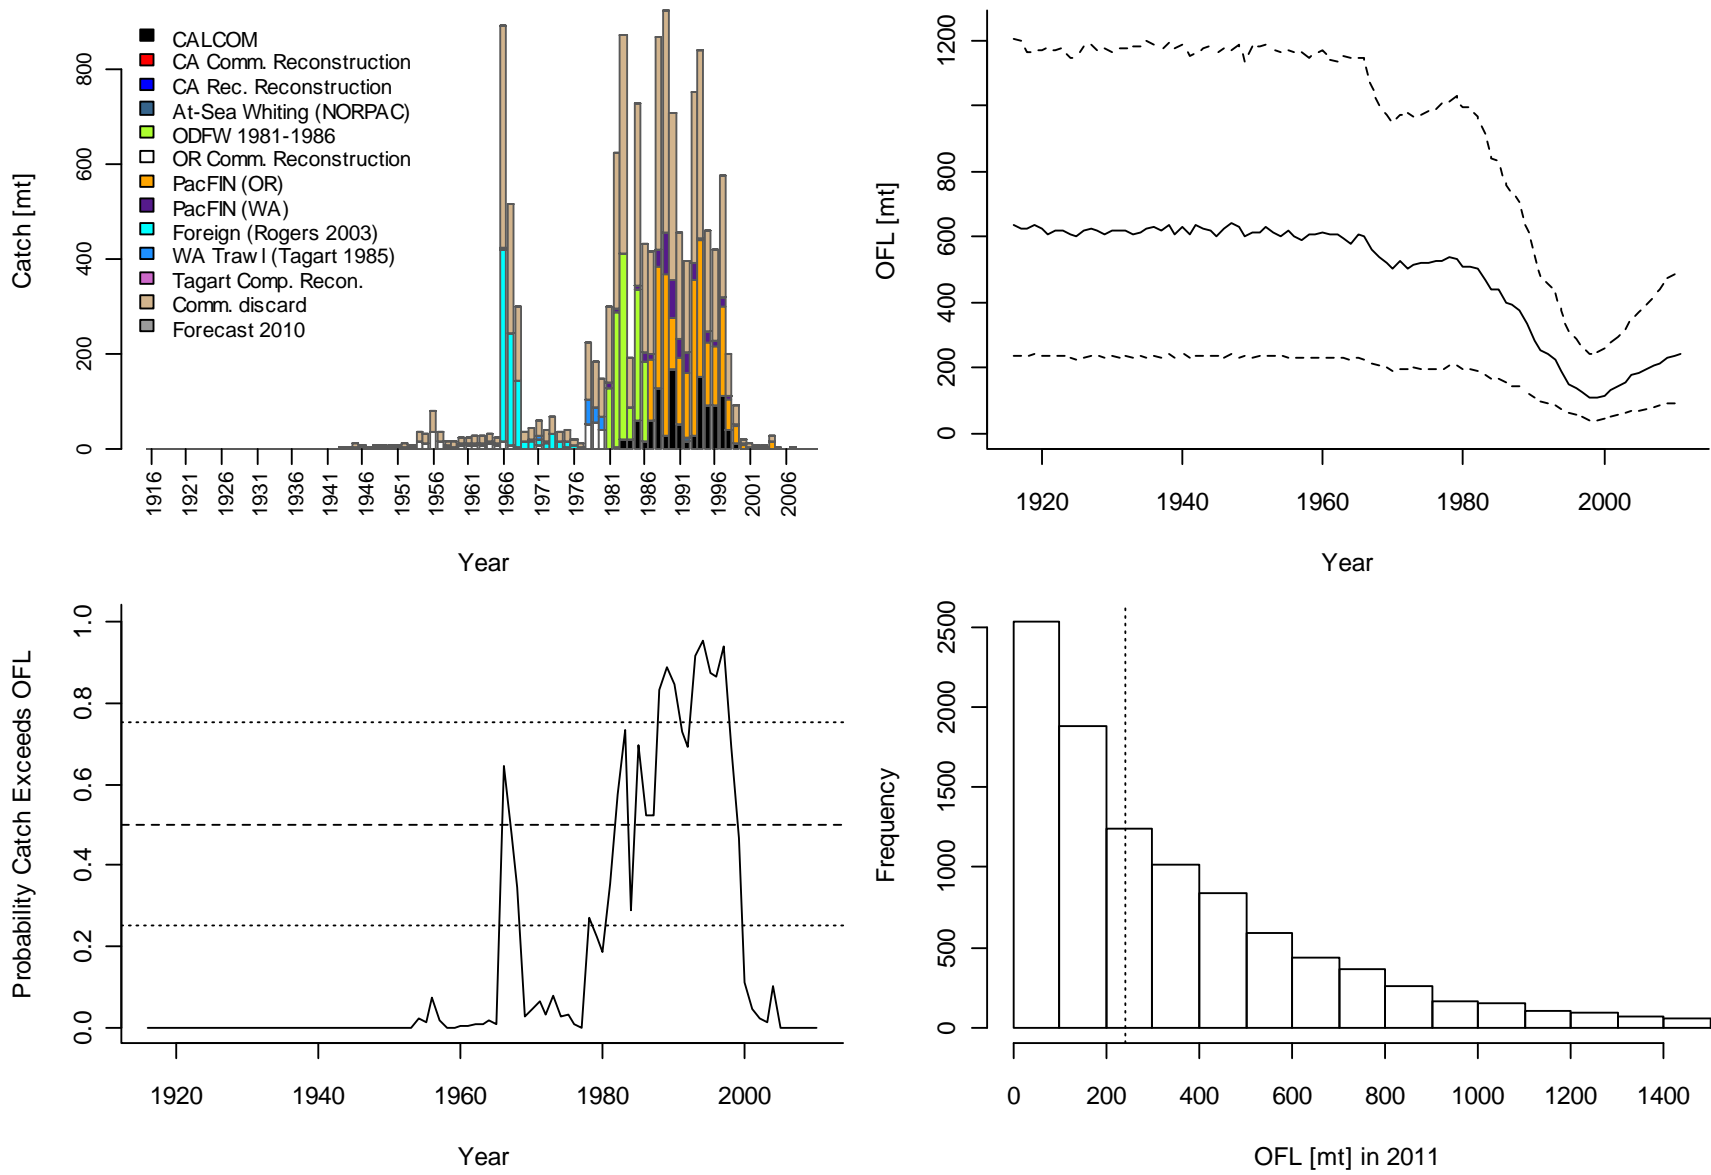 CALCOM
CA Comm. Reconstruction
CA Rec. Reconstruction
At-Sea Whiting (NORPAC)
ODFW 1981-1986
OR Comm. Reconstruction
PacFIN (OR)
PacFIN (WA)
Foreign (Rogers 2003)
WA Trawl (Tagart 1985)
Tagart Comp. Recon.
Comm. discard
Forecast 2010
Catch [mt]
0 200 400 600 800
1916 1921 1926 1931 1936 1941 1946 1951 1956 1961 1966 1971 1976 1981 1986 1991 1996 2001 2006
Year
OFL [mt]
0 200 400 600 800 1200
1920 1940 1960 1980 2000
Year
Probability Catch Exceeds OFL
0.0 0.2 0.4 0.6 0.8 1.0
1920 1940 1960 1980 2000
Year
Frequency
0 500 1000 1500 2000 2500
0 200 400 600 800 1000 1200 1400
OFL [mt] in 2011